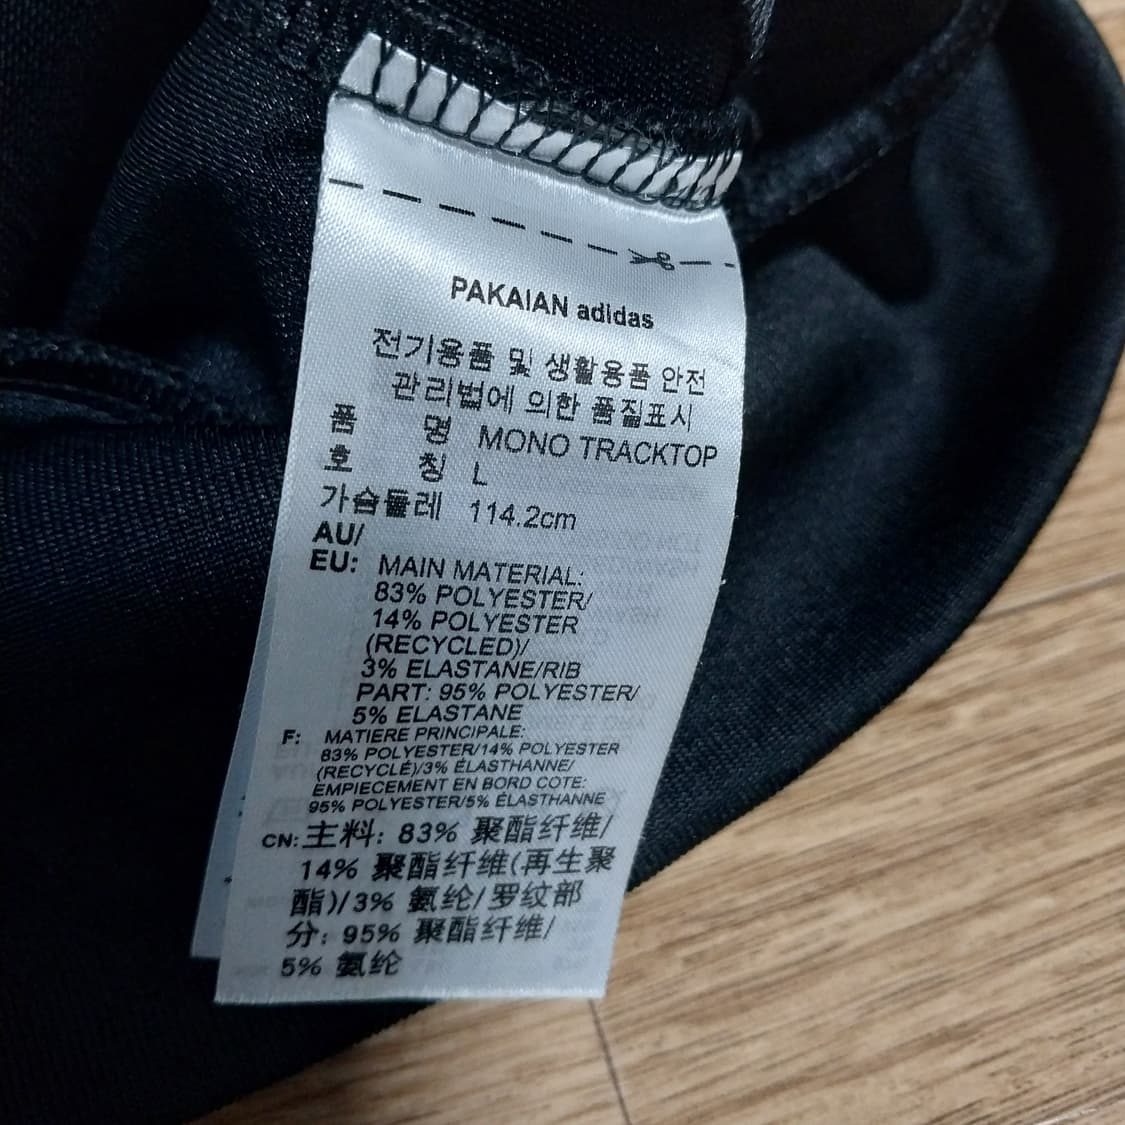 PAKAIAN adidas
전기용품 및 생활용품 안전
관리법에 의한 품질표시
품 명 MONO TRACKTOP
호 칭 L
가슴둘레 114.2cm
AU/
EU: MAIN MATERIAL:
83% POLYESTER/
14% POLYESTER
(RECYCLED)/
3% ELASTANE/RIB
PART: 95% POLYESTER/
5% ELASTANE
F: MATIERE PRINCIPALE:
83% POLYESTER/14% POLYESTER
(RECYCLÉ)/3% ÉLASTHANNE/
EMPIECEMENT EN BORD COTE:
95% POLYESTER/5% ÉLASTHANNE
CN: 主料: 83% 聚酯纤维/
14% 聚酯纤维(再生聚
酯)/3% 氨纶/罗纹部
分: 95% 聚酯纤维/
5% 氨纶